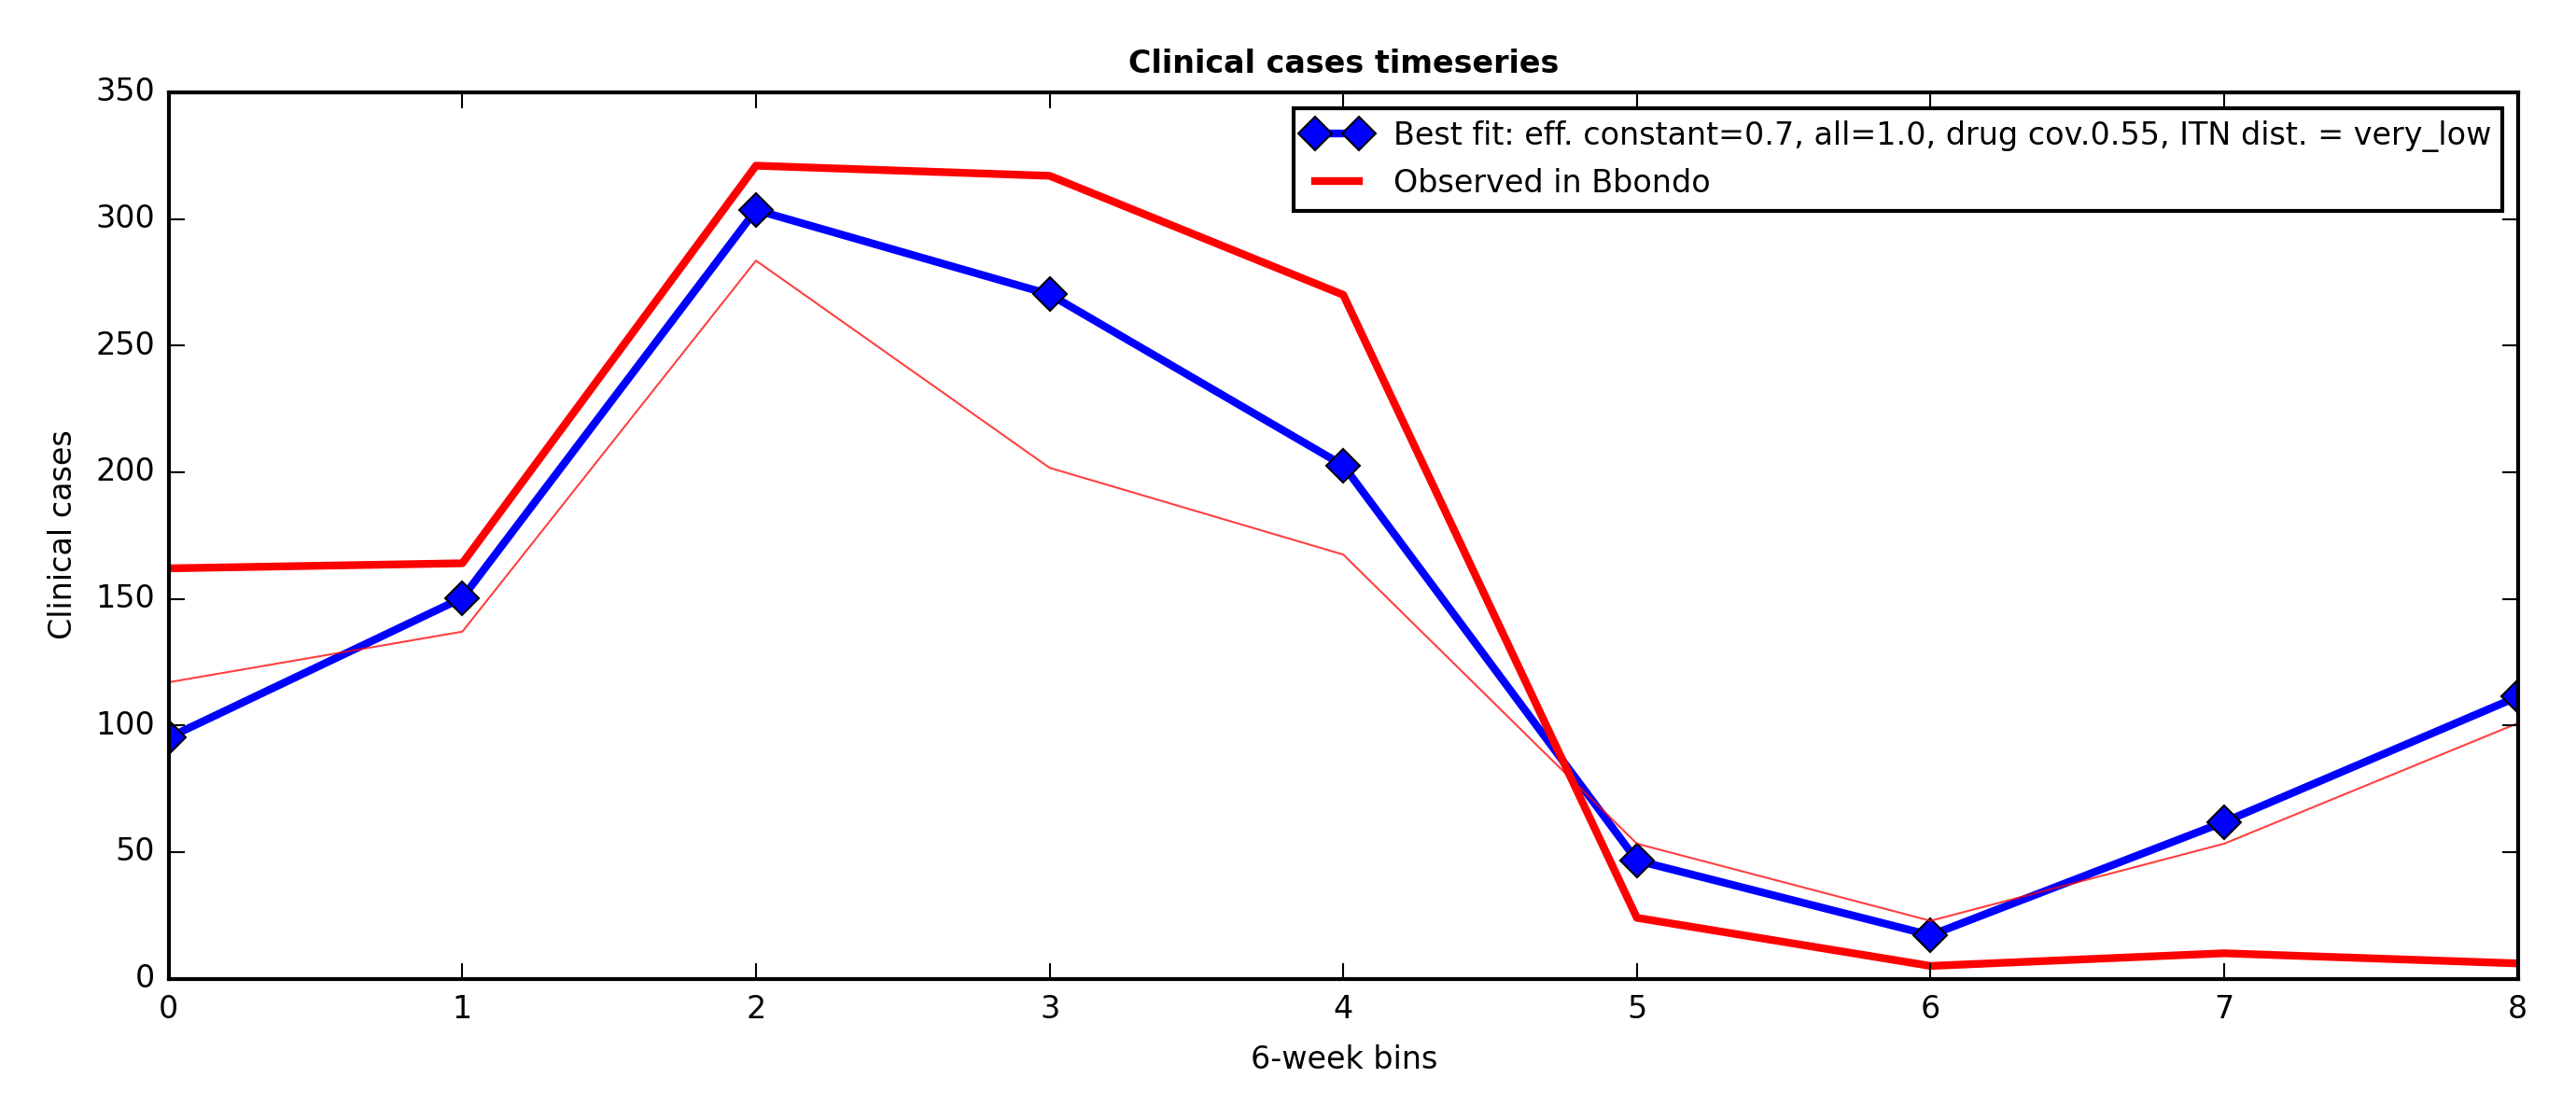 Clinical cases timeseries
350
300
250
200
150
100
50
0
Clinical cases
Best fit: eff. constant=0.7, all=1.0, drug cov.0.55, ITN dist. = very_low
Observed in Bbondo
0 1 2 3 4 5 6 7 8
6-week bins